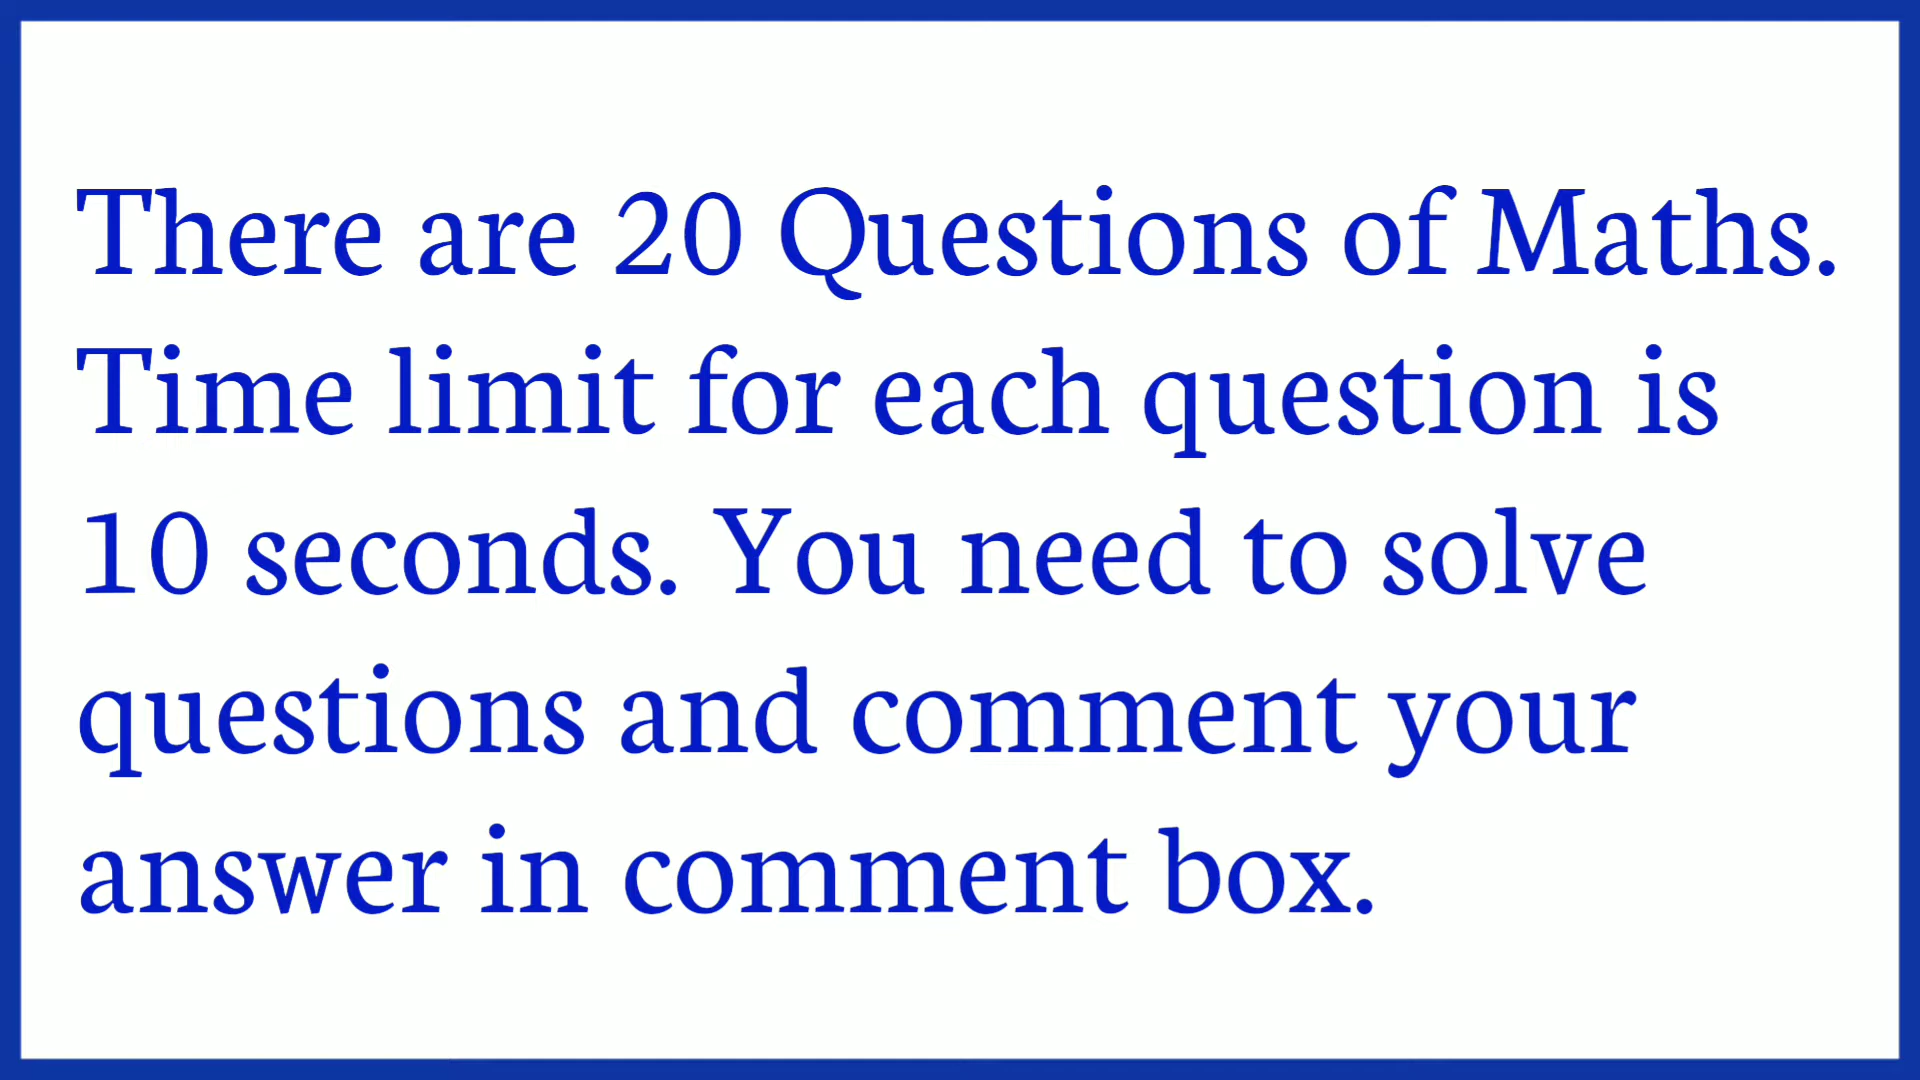 There are 20 Questions of Maths.
Time limit for each question is
10 seconds. You need to solve
questions and comment your
answer in comment box.